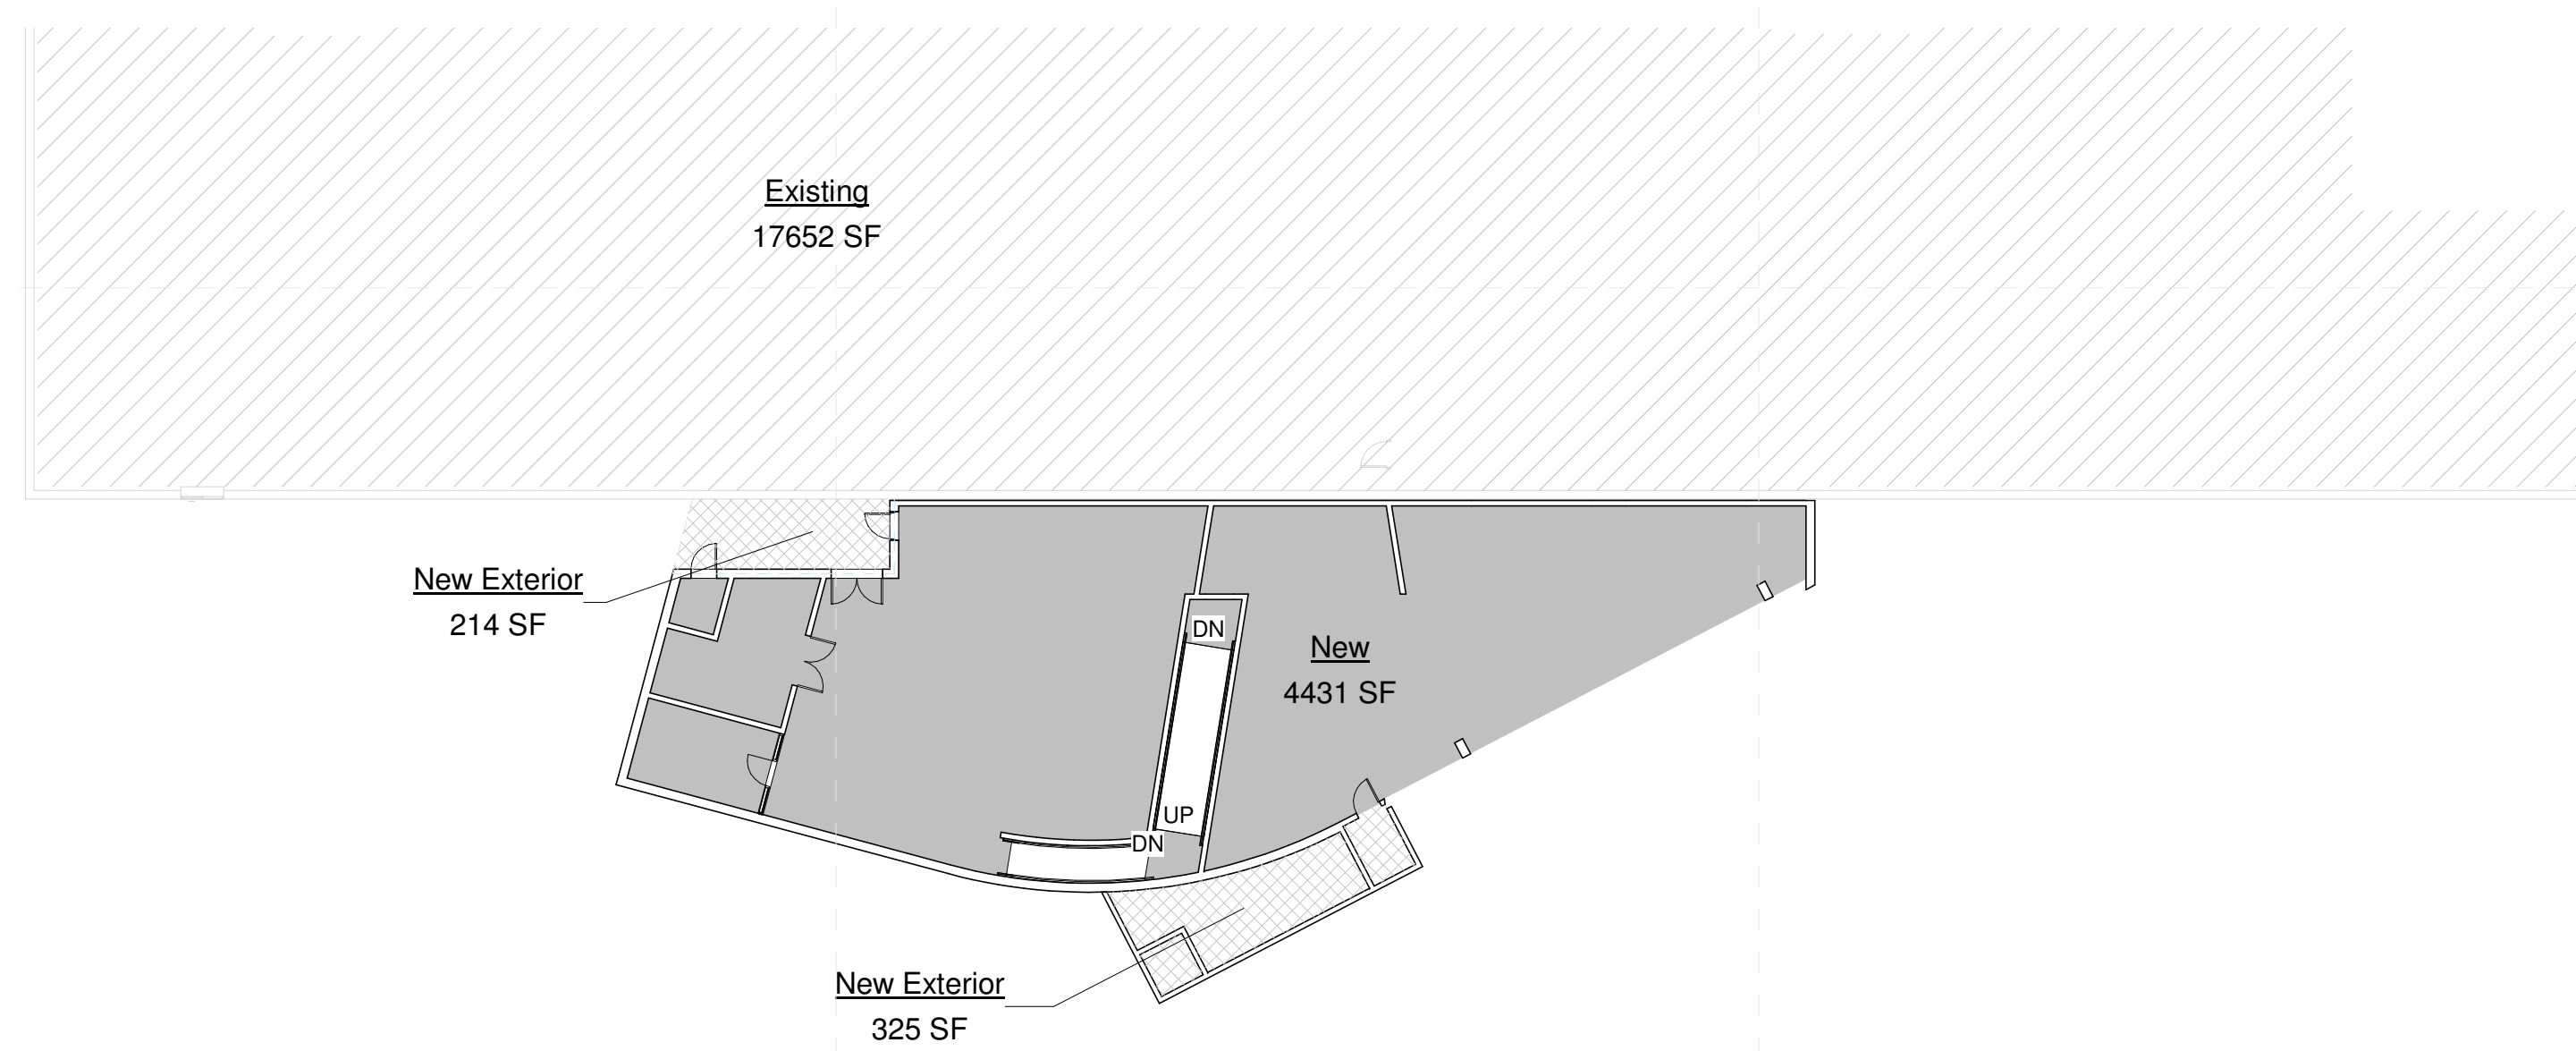 Existing
17652 SF
New Exterior
214 SF
DN
New
4431 SF
UP
DN
New Exterior
325 SF